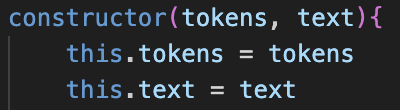 constructor(tokens, text){
    this.tokens = tokens
    this.text = text